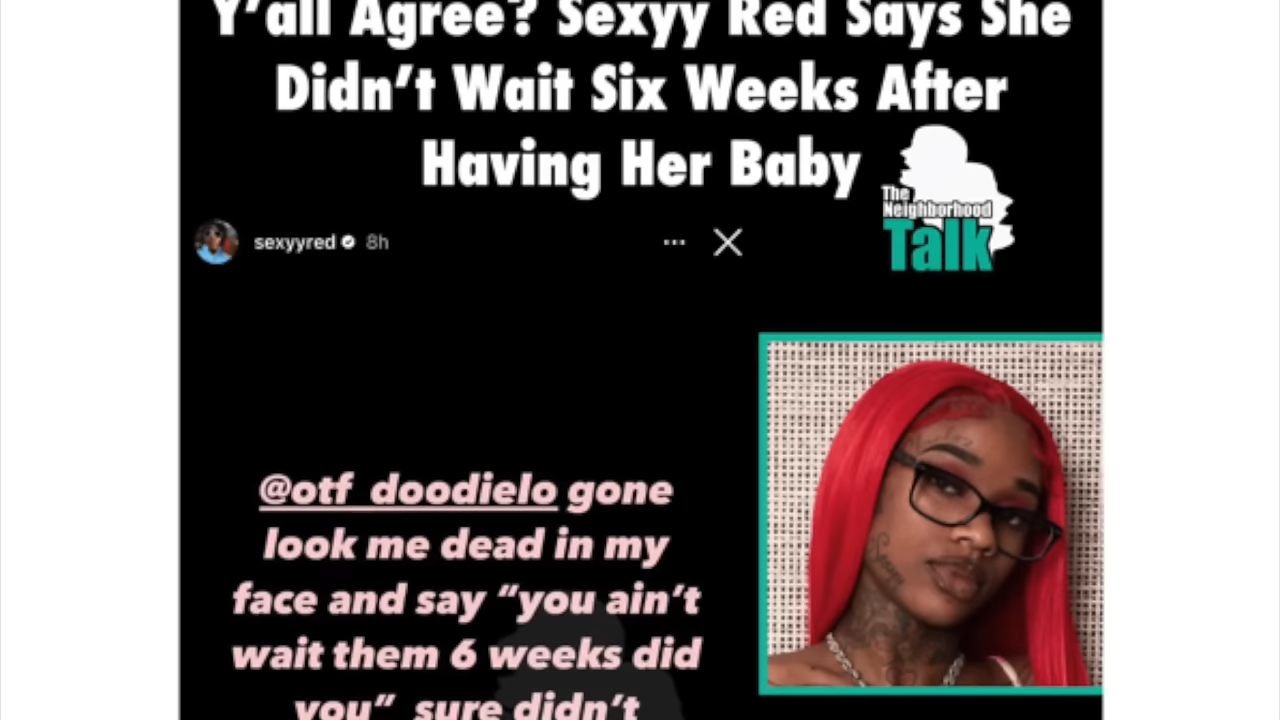 Y'all Agree? Sexyy Red Says She
Didn't Wait Six Weeks After
Having Her Baby
The
Neighborhood
Talk
sexyyred 8h
@otf_doodielo gone
look me dead in my
face and say "you ain't
wait them 6 weeks did
you" sure didn't